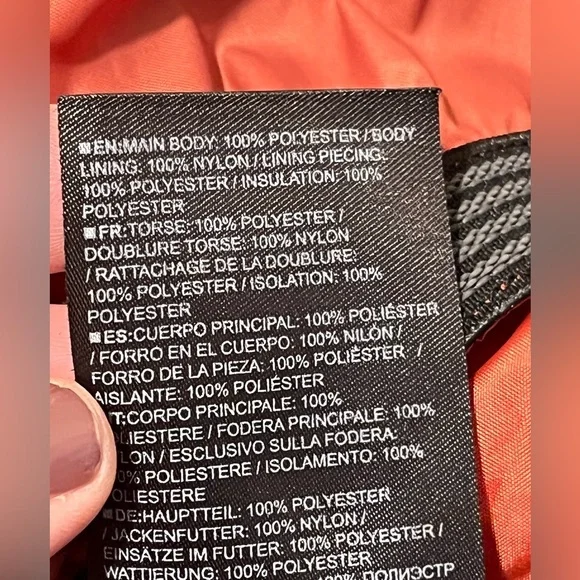 EN:MAIN BODY: 100% POLYESTER / BODY
LINING: 100% NYLON / LINING PIECING:
100% POLYESTER / INSULATION: 100%
POLYESTER
FR:TORSE: 100% POLYESTER /
DOUBLURE TORSE: 100% NYLON
/ RATTACHAGE DE LA DOUBLURE:
100% POLYESTER / ISOLATION: 100%
POLYESTER
ES:CUERPO PRINCIPAL: 100% POLIÉSTER
/ FORRO EN EL CUERPO: 100% NILÓN /
FORRO DE LA PIEZA: 100% POLIÉSTER /
AISLANTE: 100% POLIÉSTER
CORPO PRINCIPALE: 100%
/ FODERA PRINCIPALE: 100%
/ ESCLUSIVO SULLA FODERA:
POLIESTERE / ISOLAMENTO: 100%
DE:HAUPTTEIL: 100% POLYESTER
/ JACKENFUTTER: 100% NYLON /
EINSÄTZE IM FUTTER: 100% POLYESTER /
WATTIERUNG: 100% POLYESTER
100% ПОЛИЭСТР